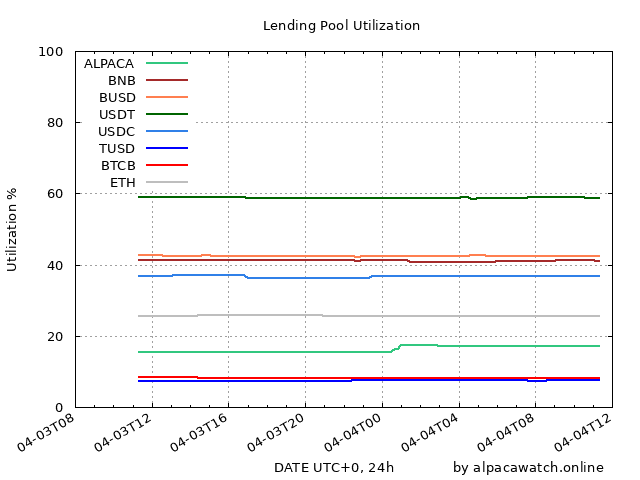 Lending Pool Utilization
100
80
60
40
20
0
Utilization %
ALPACA
BNB
BUSD
USDT
USDC
TUSD
BTCB
ETH
04-03T08
04-03T12
04-03T16
04-03T20
04-04T00
04-04T04
04-04T08
04-04T12
DATE UTC+0, 24h
by alpacawatch.online